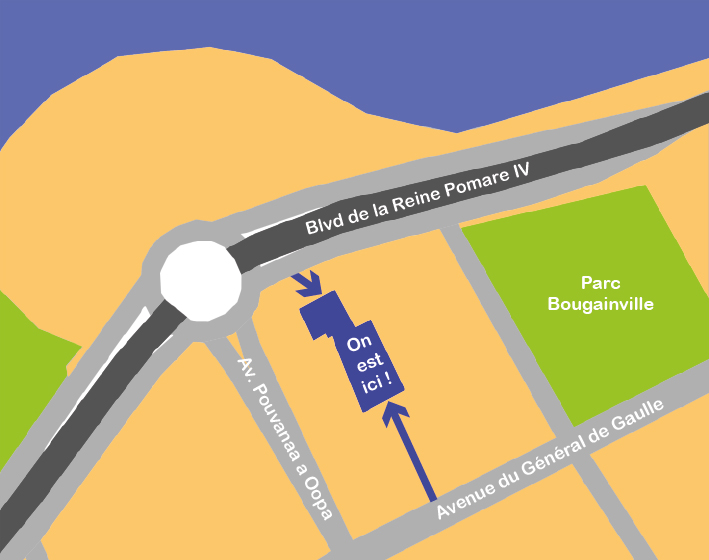 Blvd de la Reine Pomare IV
Parc
Bougainville
On
est
ici !
Av. Pouvanaa a Oopa
Avenue du Général de Gaulle